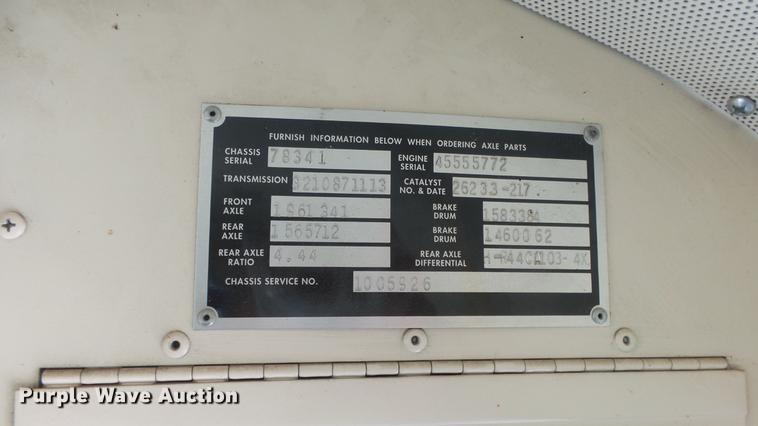 FURNISH INFORMATION BELOW WHEN ORDERING AXLE PARTS
CHASSIS SERIAL 78341 ENGINE SERIAL 45555772
TRANSMISSION 3210871113 CATALYST NO. & DATE 26233-217
FRONT AXLE 1961341 BRAKE DRUM
REAR AXLE 1565712 BRAKE DRUM 1460062
REAR AXLE RATIO 4.44 REAR AXLE DIFFERENTIAL
CHASSIS SERVICE NO. 1005926
Purple Wave Auction